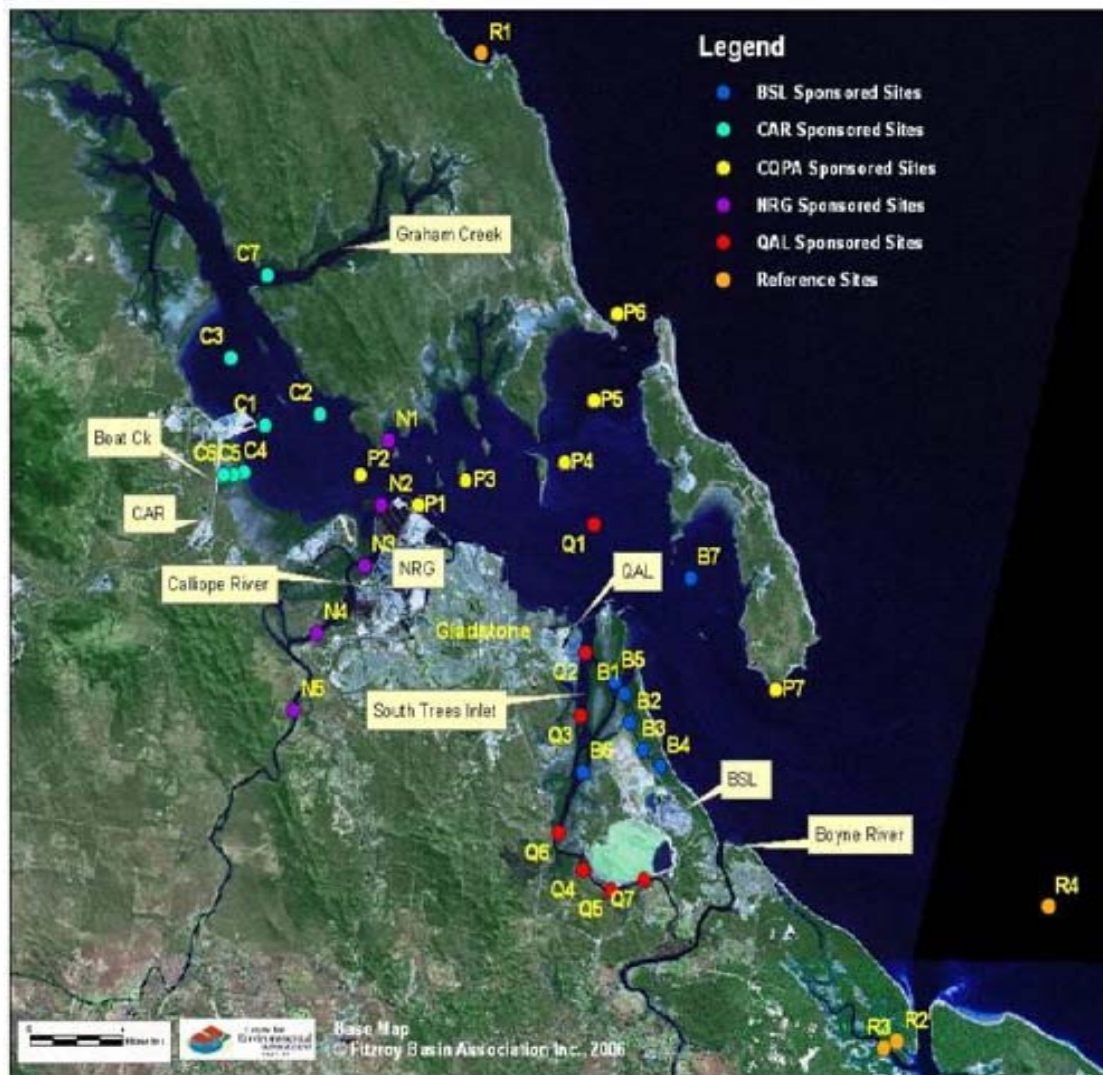 R1
Legend
BSL Sponsored Sites
CAR Sponsored Sites
CQPA Sponsored Sites
NRG Sponsored Sites
QAL Sponsored Sites
Reference Sites
Graham Creek
C7
P6
C3
C2
P5
C1
N1
Boat Ck
C6 C5 C4
P2
P3
P4
N2
P1
CAR
Q1
N3
NRG
QAL
B7
Calliope River
N4
Gladstone
Q2
B1
B5
P7
N5
South Trees Inlet
B2
Q3
B3
B6
B4
BSL
Boyne River
Q6
Q4
Q7
Q5
R4
R3
R2
Base Map
© Fitzroy Basin Association Inc., 2006